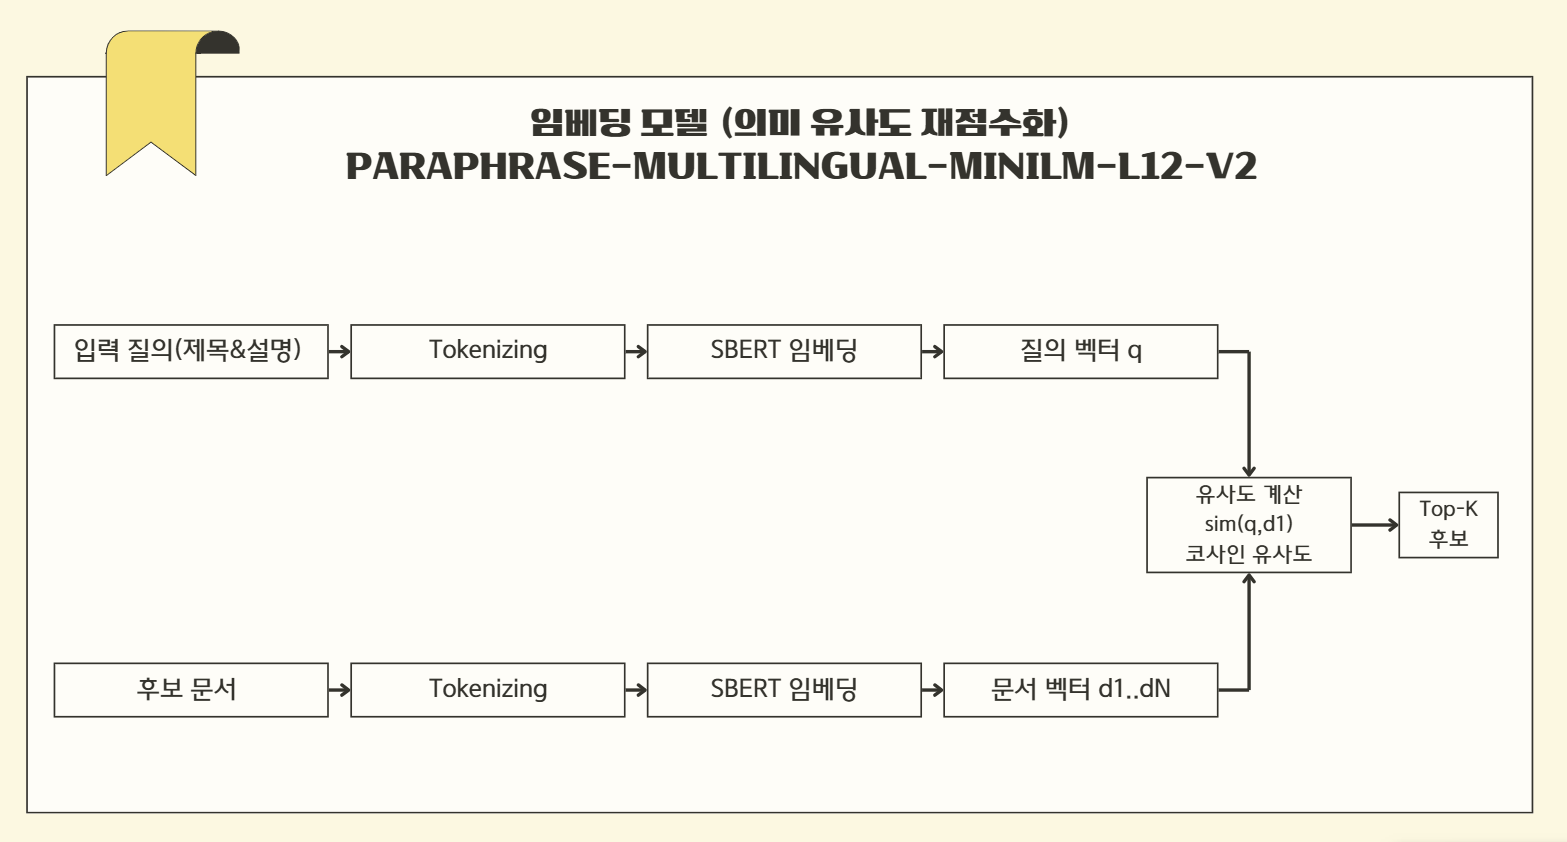 임베딩 모델 (의미 유사도 재점수화)
PARAPHRASE-MULTILINGUAL-MINILM-L12-V2
입력 질의(제목&설명)
Tokenizing
SBERT 임베딩
질의 벡터 q
유사도 계산
sim(q,d1)
코사인 유사도
Top-K
후보
후보 문서
Tokenizing
SBERT 임베딩
문서 벡터 d1..dN